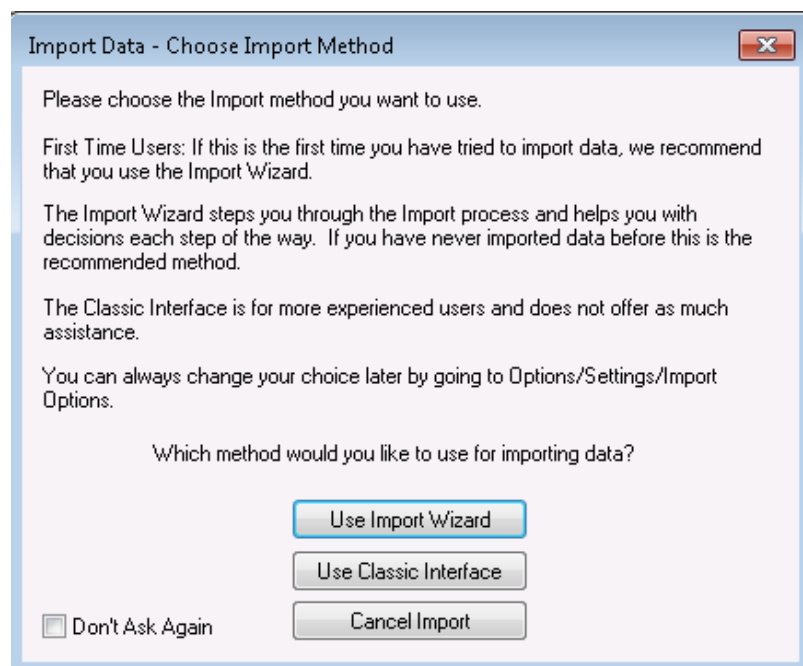 Import Data - Choose Import Method
Please choose the Import method you want to use.
First Time Users: If this is the first time you have tried to import data, we recommend
that you use the Import Wizard.
The Import Wizard steps you through the Import process and helps you with
decisions each step of the way.  If you have never imported data before this is the
recommended method.
The Classic Interface is for more experienced users and does not offer as much
assistance.
You can always change your choice later by going to Options/Settings/Import
Options.
Which method would you like to use for importing data?
Use Import Wizard
Use Classic Interface
Don't Ask Again
Cancel Import